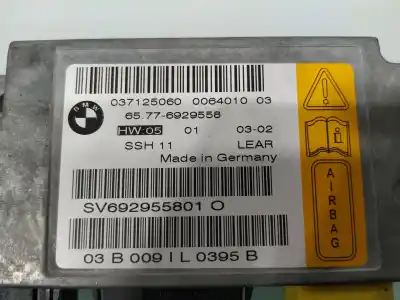 BMW
037125060 0064010 03
65.77-6929558
HW:05 01 03-02
SSH 11 LEAR
Made in Germany
SV692955801 O
03 B 009 I L 0395 B
AIRBAG